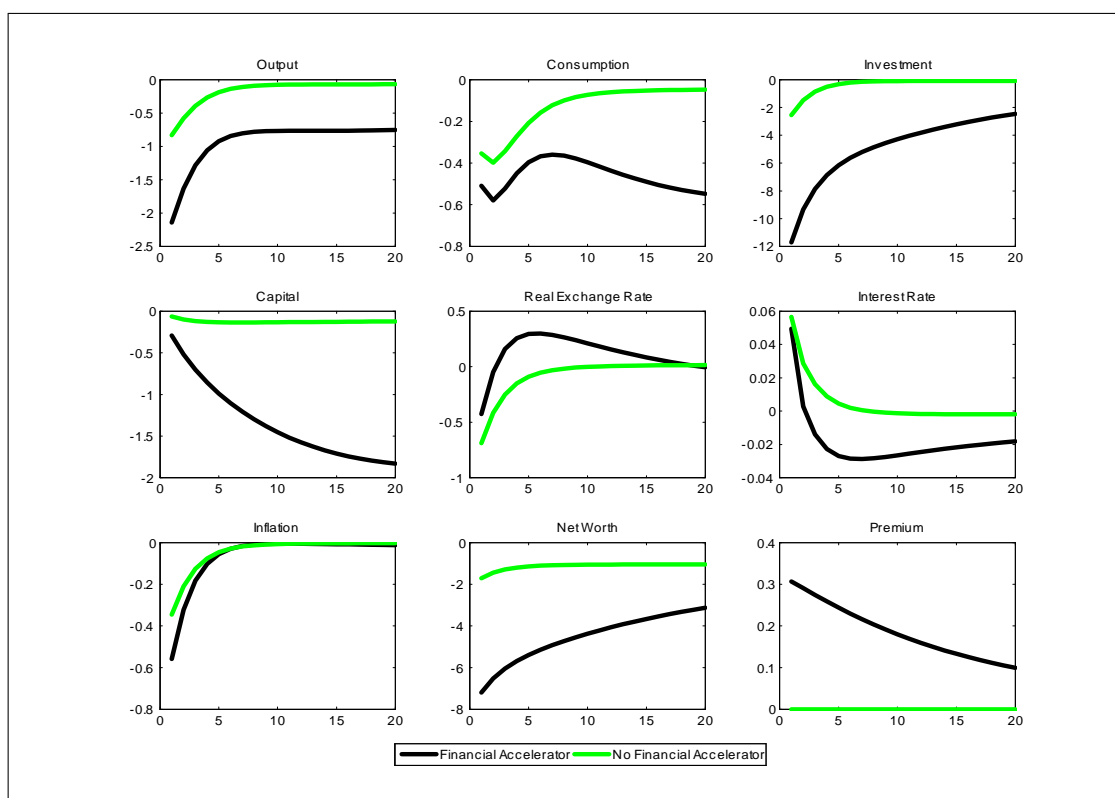 Output
0
-0.5
-1
-1.5
-2
-2.5
0 5 10 15 20
Consumption
0
-0.2
-0.4
-0.6
-0.8
0 5 10 15 20
Investment
0
-2
-4
-6
-8
-10
-12
0 5 10 15 20
Capital
0
-0.5
-1
-1.5
-2
0 5 10 15 20
Real Exchange Rate
0.5
0
-0.5
-1
0 5 10 15 20
Interest Rate
0.06
0.04
0.02
0
-0.02
-0.04
0 5 10 15 20
Inflation
0
-0.2
-0.4
-0.6
-0.8
0 5 10 15 20
Net Worth
0
-2
-4
-6
-8
0 5 10 15 20
Premium
0.4
0.3
0.2
0.1
0
0 5 10 15 20
Financial Accelerator No Financial Accelerator